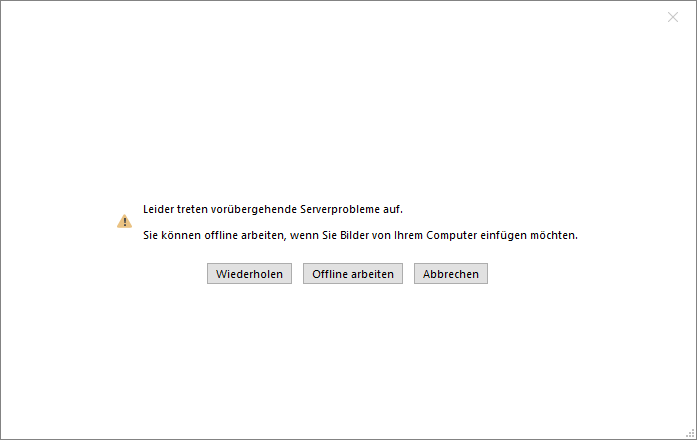 Leider treten vorübergehende Serverprobleme auf.
Sie können offline arbeiten, wenn Sie Bilder von Ihrem Computer einfügen möchten.
Wiederholen
Offline arbeiten
Abbrechen